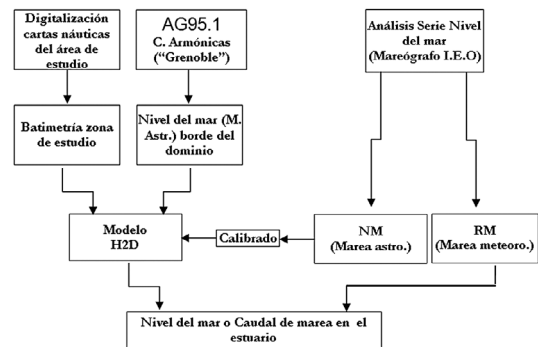 Digitalización
cartas náuticas
del área de
estudio
AG95.1
C. Armónicas
("Grenoble")
Análisis Serie Nivel
del mar
(Mareógrafo I.E.O)
Batimetría zona
de estudio
Nivel del mar (M.
Astr.) borde del
dominio
Modelo
H2D
Calibrado
NM
(Marea astro.)
RM
(Marea meteoro.)
Nivel del mar o Caudal de marea en el
estuario